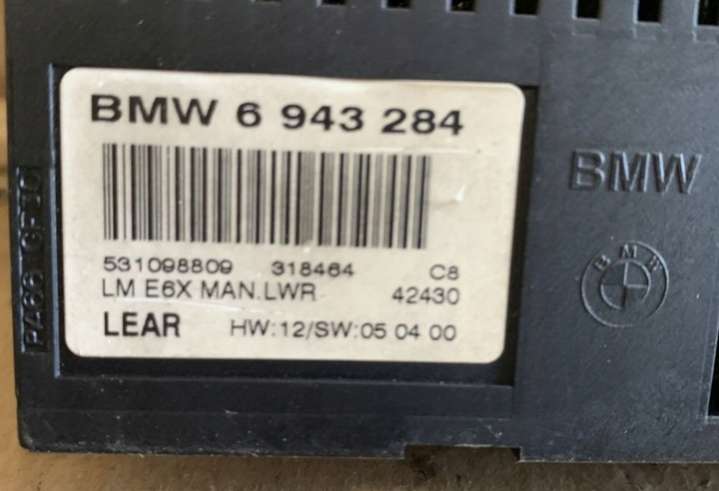 BMW 6 943 284
531098809 318464 C8
LM E6X MAN.LWR 42430
LEAR HW:12/SW:05 04 00
BMW
BMW